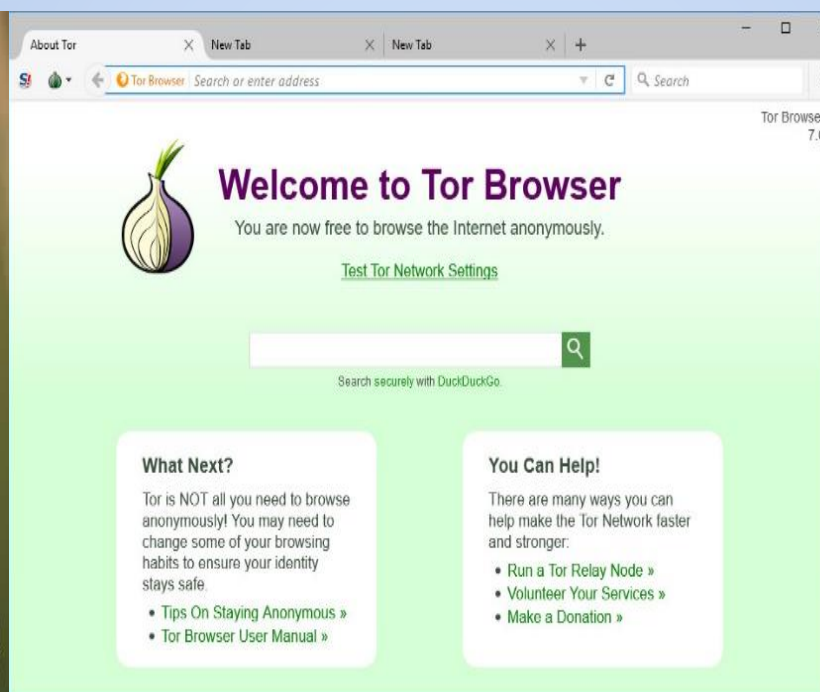 About Tor
New Tab
New Tab
Tor Browser Search or enter address
Search
Tor Browse
7.
Welcome to Tor Browser
You are now free to browse the Internet anonymously.
Test Tor Network Settings
Search securely with DuckDuckGo.
What Next?
Tor is NOT all you need to browse
anonymously! You may need to
change some of your browsing
habits to ensure your identity
stays safe.
• Tips On Staying Anonymous »
• Tor Browser User Manual »
You Can Help!
There are many ways you can
help make the Tor Network faster
and stronger:
• Run a Tor Relay Node »
• Volunteer Your Services »
• Make a Donation »